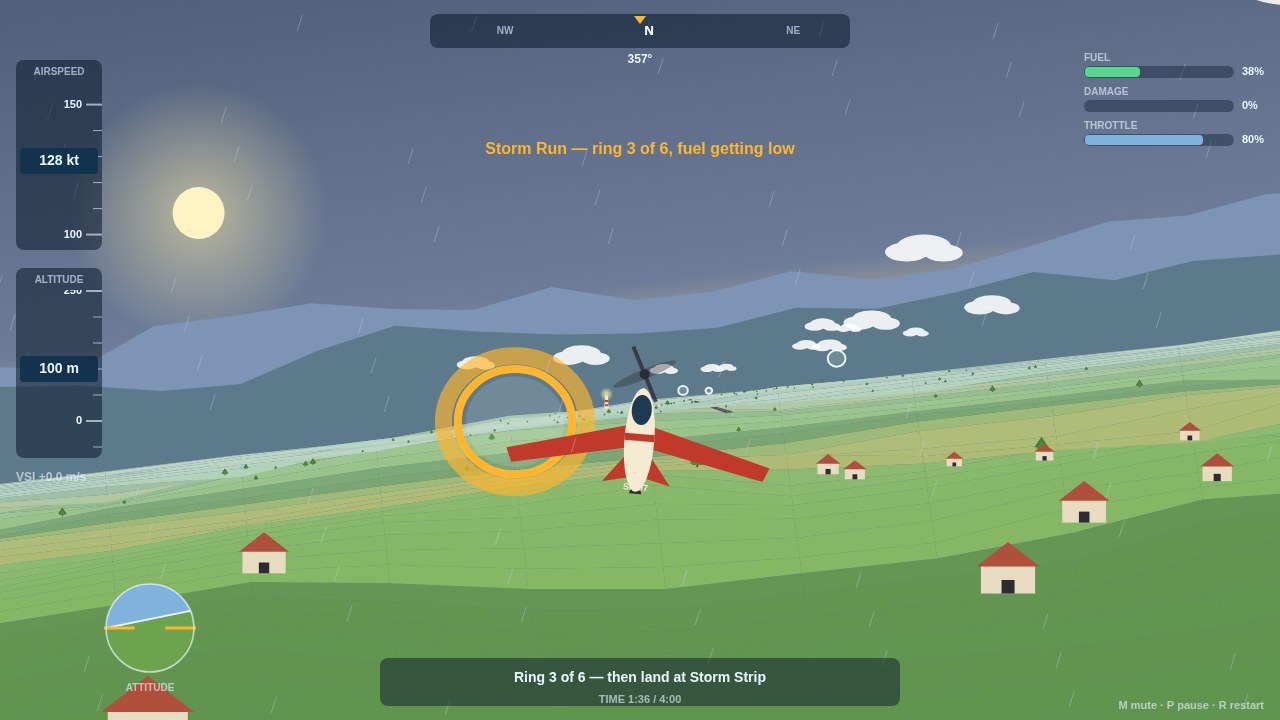 NW
N
NE
357°
AIRSPEED
150
128 kt
100
ALTITUDE
250
100 m
0
VSI +0.0 m/s
FUEL
38%
DAMAGE
0%
THROTTLE
80%
Storm Run — ring 3 of 6, fuel getting low
ATTITUDE
Ring 3 of 6 — then land at Storm Strip
TIME 1:36 / 4:00
M mute · P pause · R restart